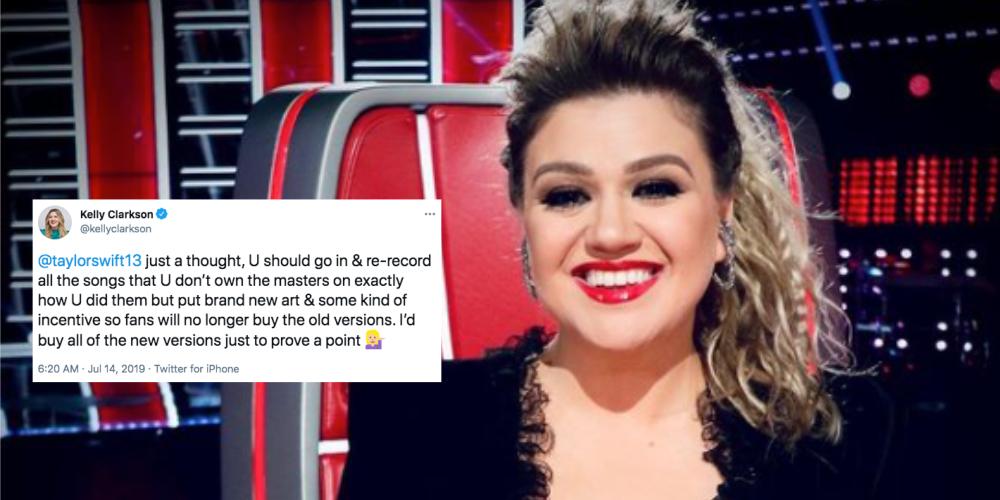 Kelly Clarkson
@kellyclarkson
@taylorswift13 just a thought, U should go in & re-record
all the songs that U don’t own the masters on exactly
how U did them but put brand new art & some kind of
incentive so fans will no longer buy the old versions. I’d
buy all of the new versions just to prove a point 💁🏼‍♀️
6:20 AM · Jul 14, 2019 · Twitter for iPhone